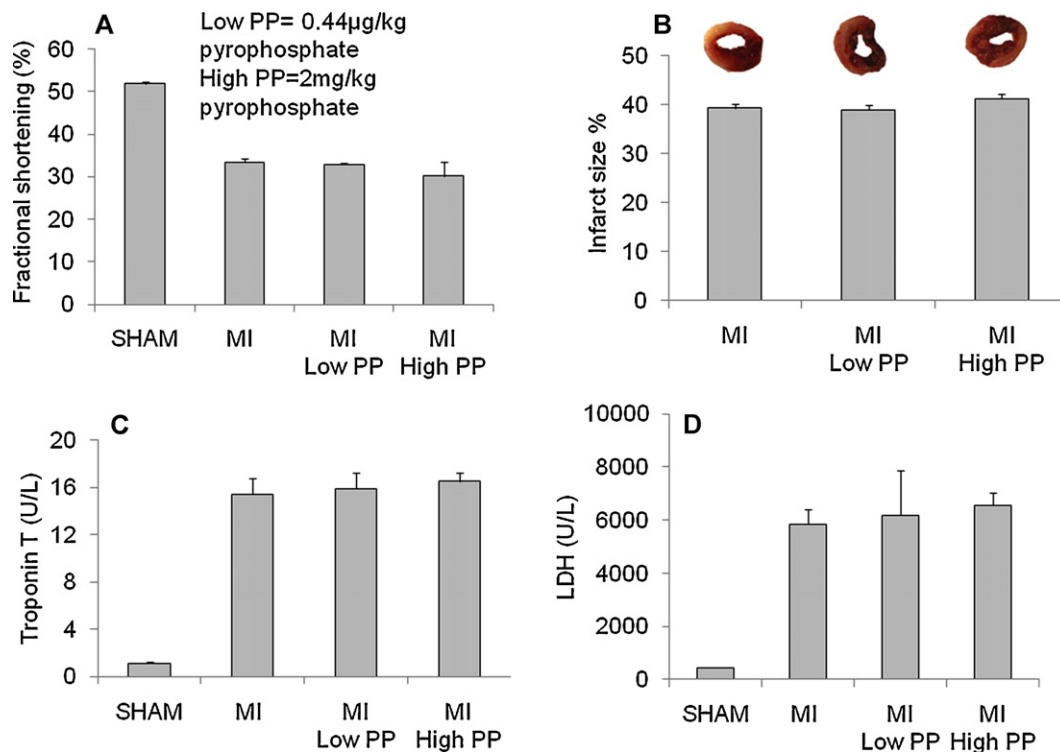 A
Low PP= 0.44µg/kg
pyrophosphate
High PP=2mg/kg
pyrophosphate
Fractional shortening (%)
60
50
40
30
20
10
0
SHAM
MI
MI
Low PP
MI
High PP
B
Infarct size %
50
40
30
20
10
0
MI
MI
Low PP
MI
High PP
C
Troponin T (U/L)
20
16
12
8
4
0
SHAM
MI
MI
Low PP
MI
High PP
D
LDH (U/L)
10000
8000
6000
4000
2000
0
SHAM
MI
MI
Low PP
MI
High PP